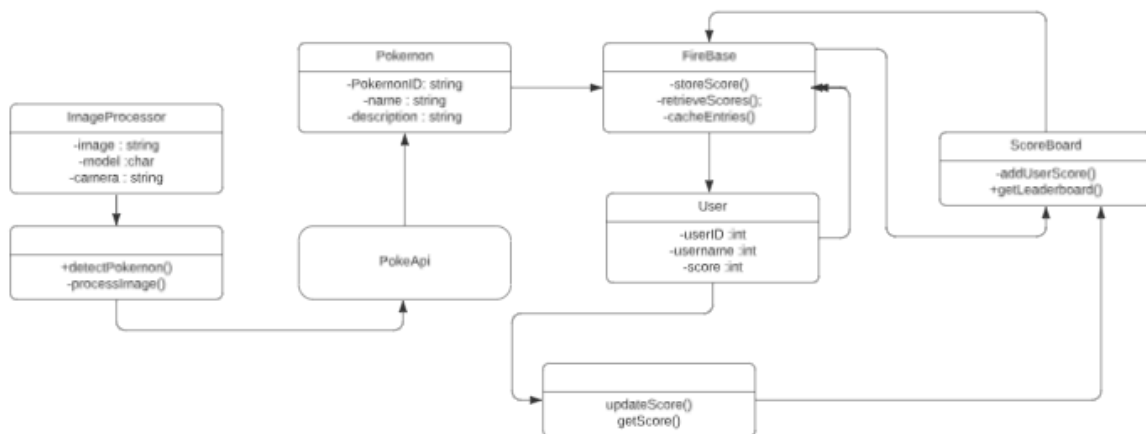 Pokemon
-PokemonID: string
-name : string
-description : string
FireBase
-storeScore()
-retrieveScores();
-cacheEntries()
ImageProcessor
-image : string
-model :char
-camera : string
ScoreBoard
-addUserScore()
+getLeaderboard()
User
-userID :int
-username :int
-score :int
+detectPokemon()
-processImage()
PokeApi
updateScore()
getScore()